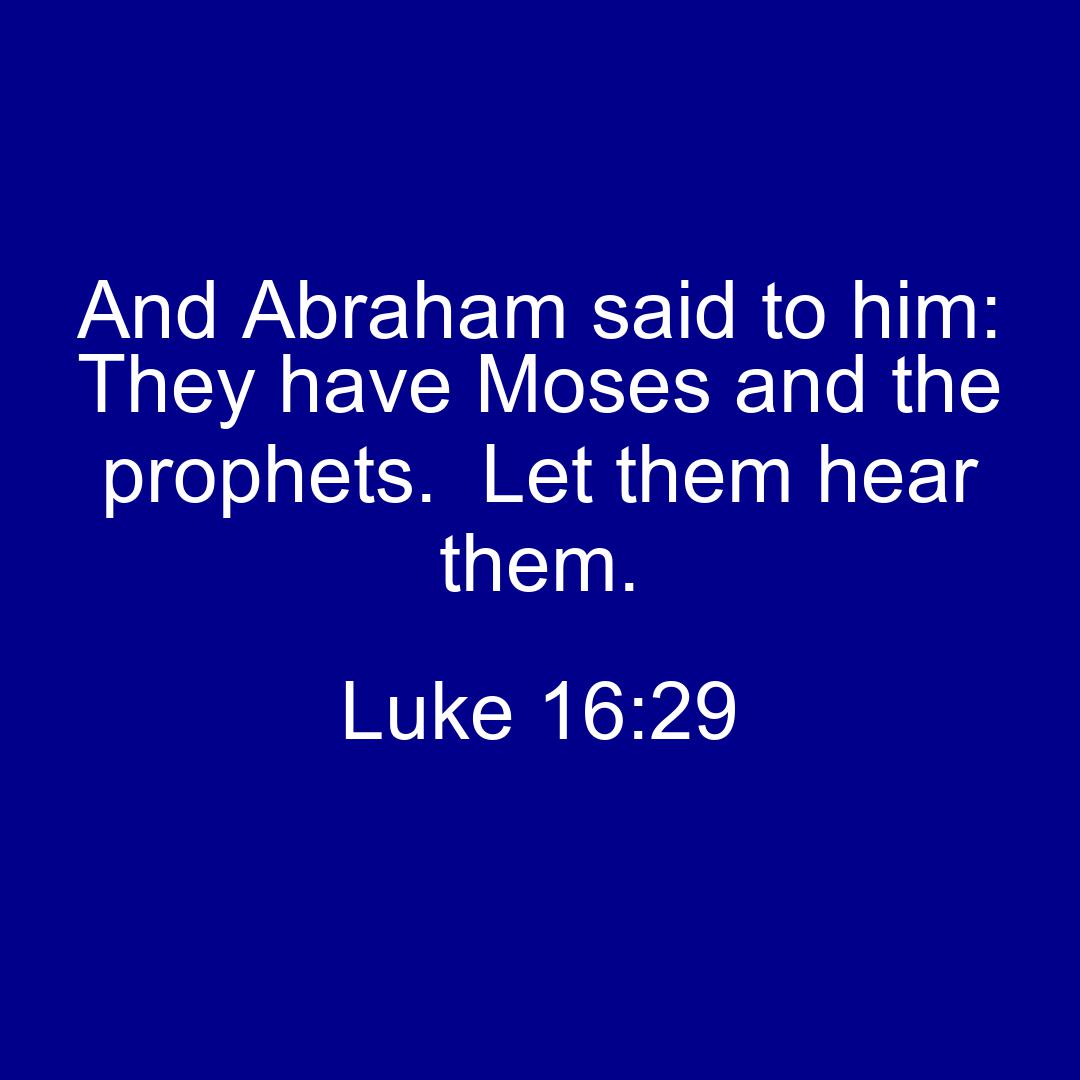 And Abraham said to him:
They have Moses and the
prophets.  Let them hear
them.
Luke 16:29